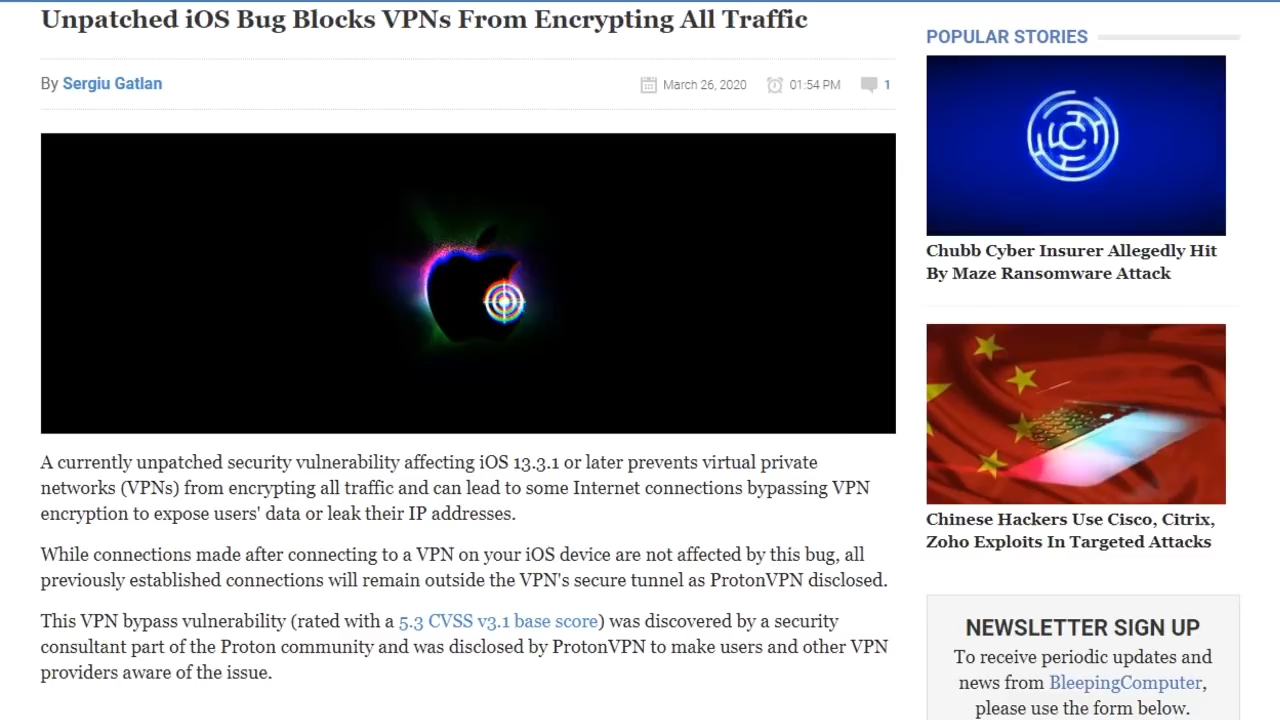 Unpatched iOS Bug Blocks VPNs From Encrypting All Traffic
By Sergiu Gatlan
March 26, 2020
01:54 PM
1
A currently unpatched security vulnerability affecting iOS 13.3.1 or later prevents virtual private
networks (VPNs) from encrypting all traffic and can lead to some Internet connections bypassing VPN
encryption to expose users' data or leak their IP addresses.
While connections made after connecting to a VPN on your iOS device are not affected by this bug, all
previously established connections will remain outside the VPN's secure tunnel as ProtonVPN disclosed.
This VPN bypass vulnerability (rated with a 5.3 CVSS v3.1 base score) was discovered by a security
consultant part of the Proton community and was disclosed by ProtonVPN to make users and other VPN
providers aware of the issue.
POPULAR STORIES
Chubb Cyber Insurer Allegedly Hit
By Maze Ransomware Attack
Chinese Hackers Use Cisco, Citrix,
Zoho Exploits In Targeted Attacks
NEWSLETTER SIGN UP
To receive periodic updates and
news from BleepingComputer,
please use the form below.